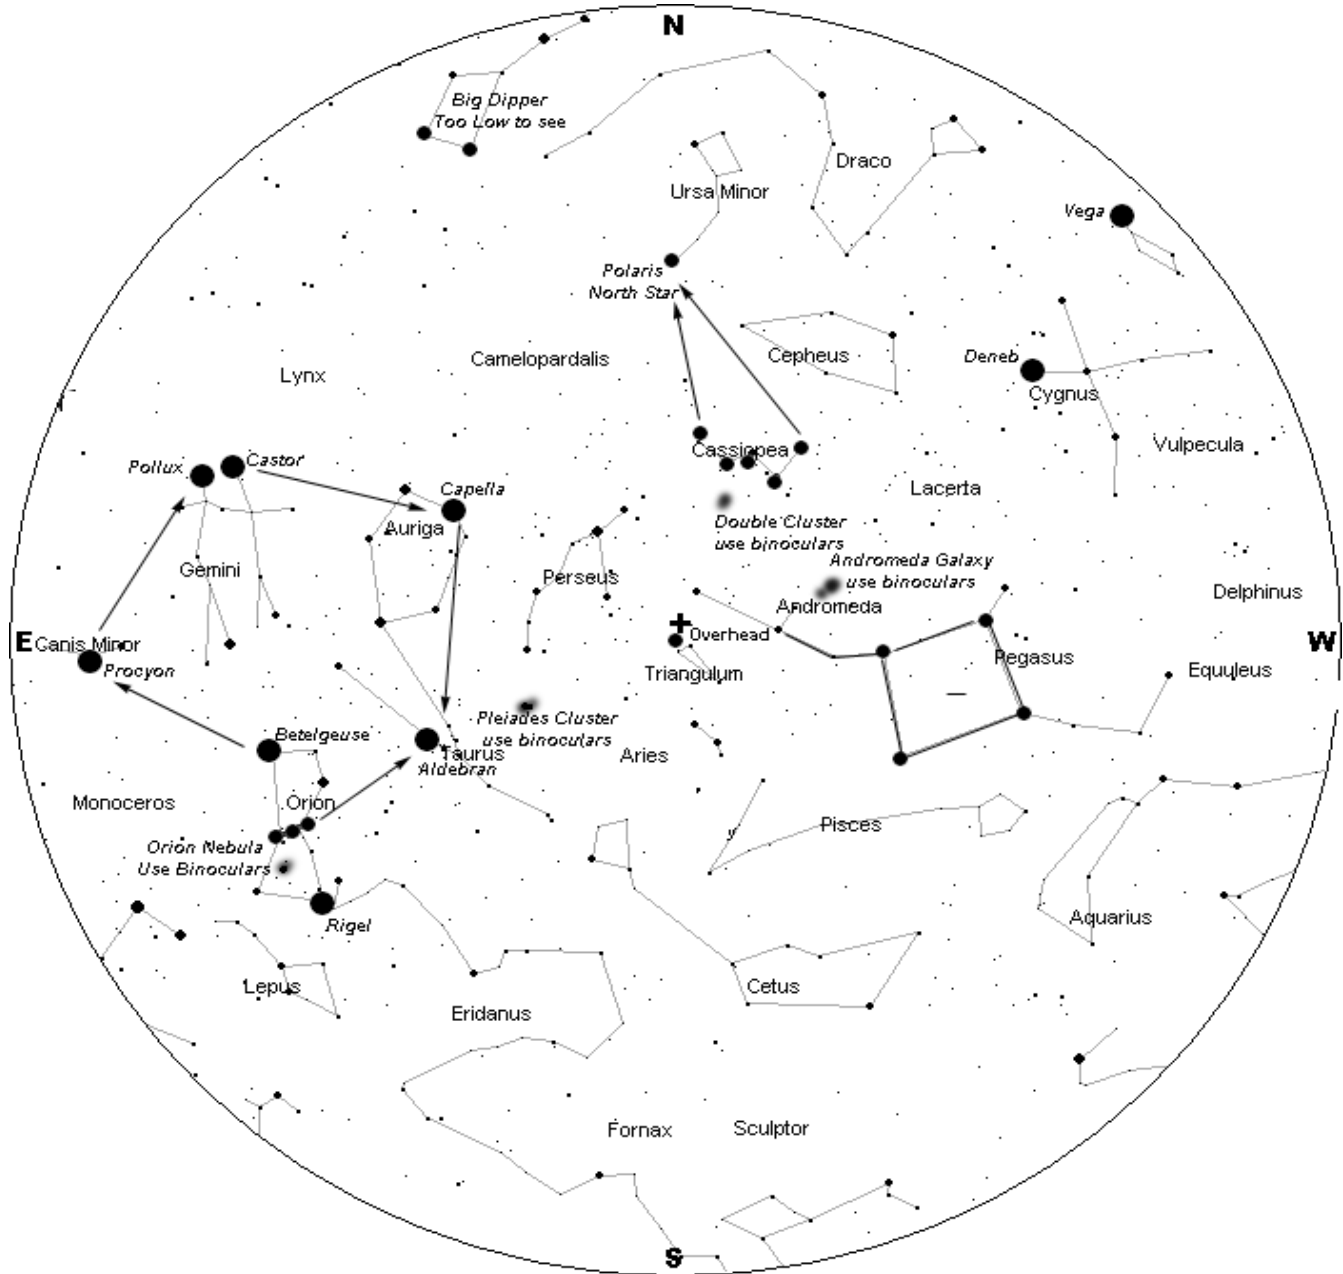 N
Big Dipper
Too Low to see
Draco
Ursa Minor
Vega
Polaris
North Star
Camelopardalis
Cepheus
Deneb
Cygnus
Lynx
Vulpecula
Pollux
Castor
Cassiopea
Capella
Auriga
Lacerta
Double Cluster
use binoculars
Andromeda Galaxy
use binoculars
Gemini
Perseus
Andromeda
Delphinus
E
Canis Minor
Procyon
+
Overhead
Triangulum
Pegasus
Equuleus
W
Betelgeuse
Pleiades Cluster
use binoculars
Taurus
Aldebran
Aries
Monoceros
Orion
Pisces
Orion Nebula
Use Binoculars
Rigel
Aquarius
Lepus
Cetus
Eridanus
Fornax
Sculptor
S